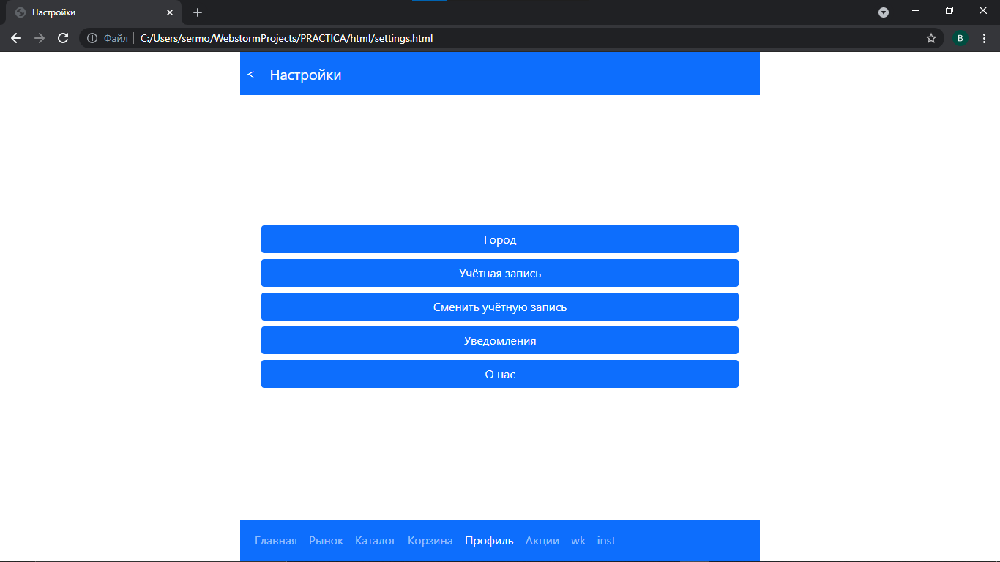 Настройки
Файл C:/Users/sermo/WebstormProjects/PRACTICA/html/settings.html B
< Настройки
Город
Учётная запись
Сменить учётную запись
Уведомления
О нас
Главная Рынок Каталог Корзина Профиль Акции wk inst